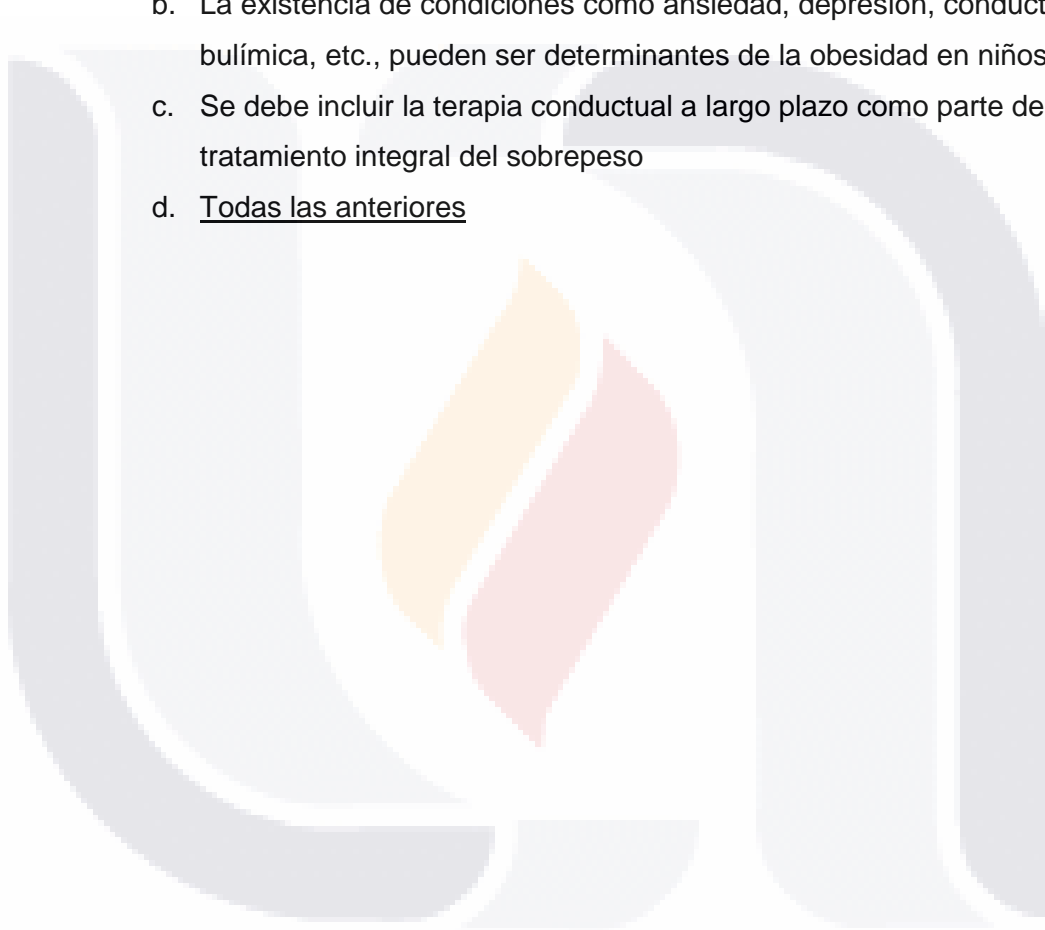 b. La existencia de condiciones como ansiedad, depresión, conduct
bulímica, etc., pueden ser determinantes de la obesidad en niños
c. Se debe incluir la terapia conductual a largo plazo como parte de
tratamiento integral del sobrepeso
d. Todas las anteriores